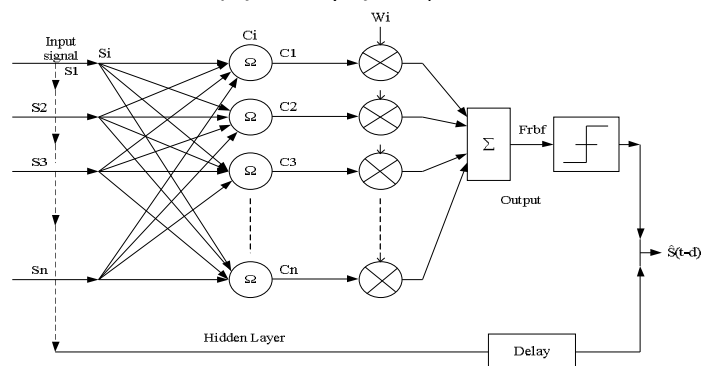 Wi
Input
signal
Si
Ci
S1
Ω
C1
S2
Ω
C2
S3
Ω
C3
Σ
Frbf
Output
Ŝ(t-d)
Sn
Ω
Cn
Hidden Layer
Delay